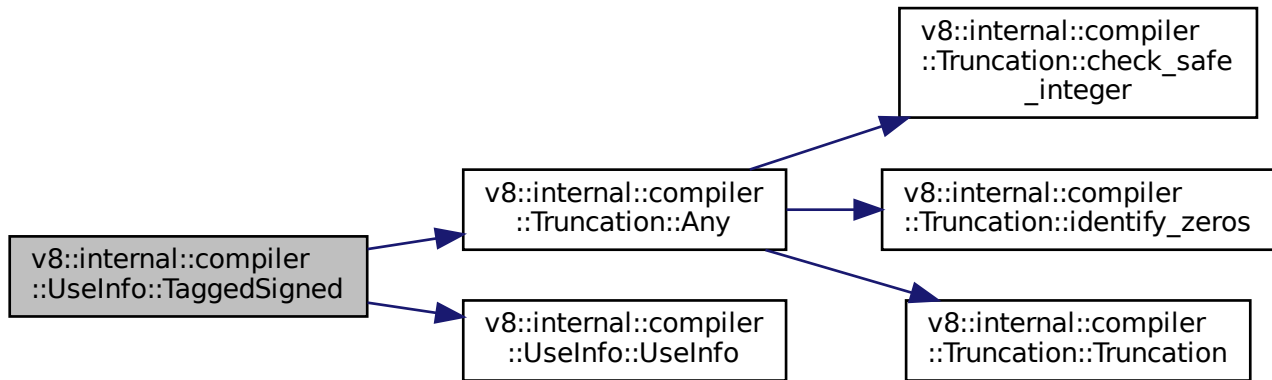 v8::internal::compiler
::UseInfo::TaggedSigned
v8::internal::compiler
::Truncation::Any
v8::internal::compiler
::UseInfo::UseInfo
v8::internal::compiler
::Truncation::check_safe
_integer
v8::internal::compiler
::Truncation::identify_zeros
v8::internal::compiler
::Truncation::Truncation